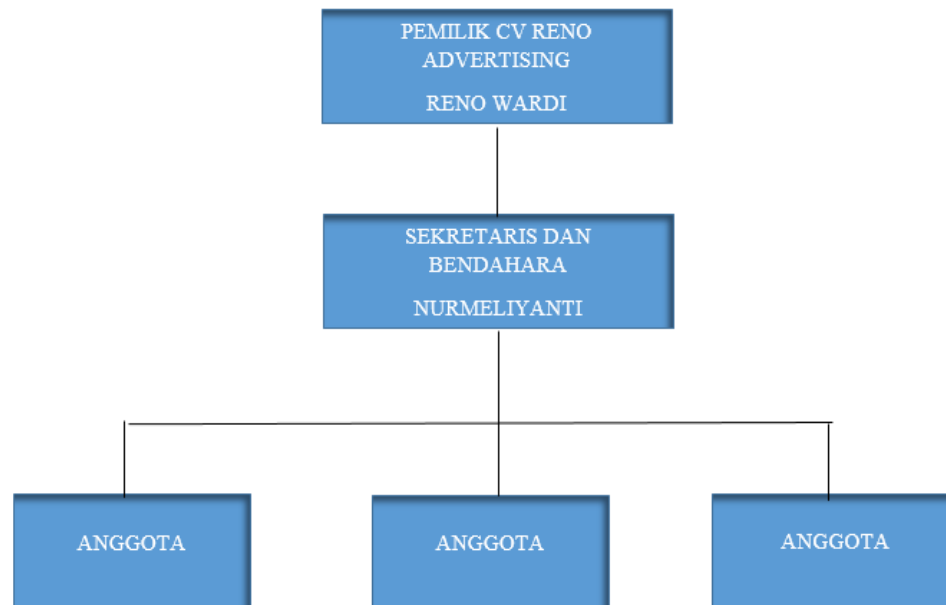 PEMILIK CV RENO
ADVERTISING
RENO WARDI
SEKRETARIS DAN
BENDAHARA
NURMELIYANTI
ANGGOTA
ANGGOTA
ANGGOTA